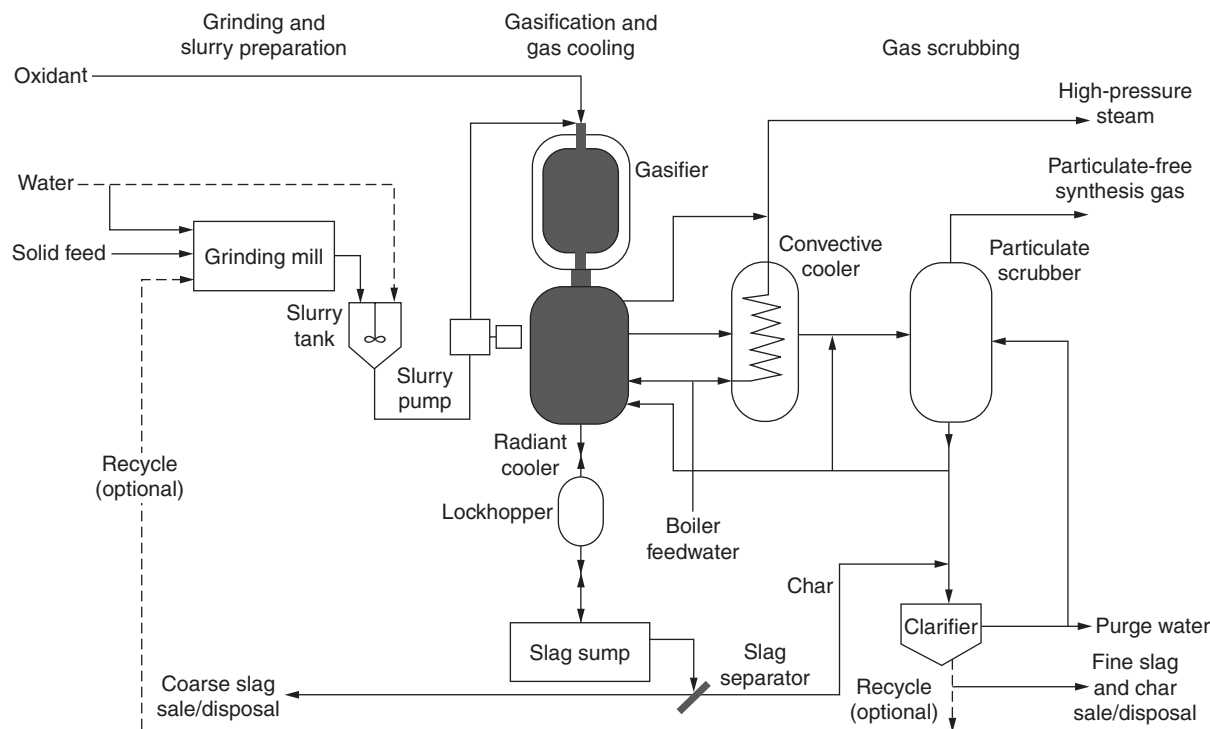 Grinding and
slurry preparation
Gasification and
gas cooling
Gas scrubbing
Oxidant
High-pressure
steam
Gasifier
Water
Particulate-free
synthesis gas
Solid feed
Grinding mill
Convective
cooler
Particulate
scrubber
Slurry
tank
Slurry
pump
Radiant
cooler
Recycle
(optional)
Lockhopper
Boiler
feedwater
Char
Clarifier
Purge water
Slag sump
Slag
separator
Coarse slag
sale/disposal
Recycle
(optional)
Fine slag
and char
sale/disposal